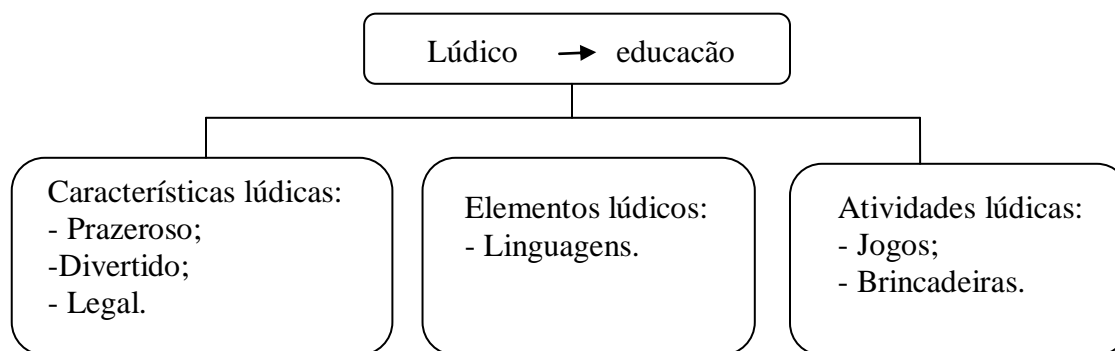 Lúdico → educacão
Características lúdicas:
- Prazeroso;
-Divertido;
- Legal.
Elementos lúdicos:
- Linguagens.
Atividades lúdicas:
- Jogos;
- Brincadeiras.